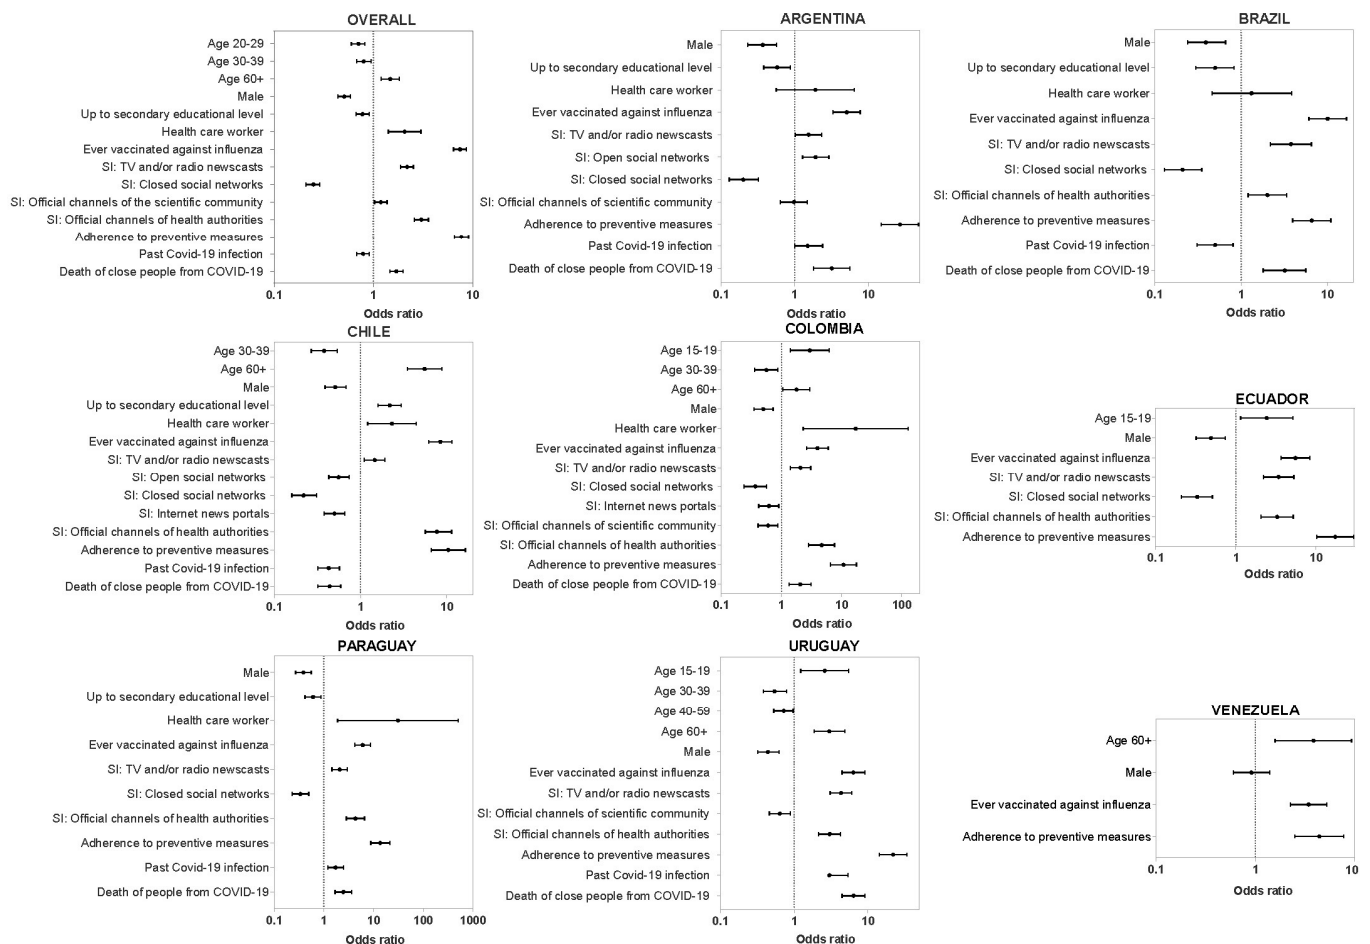 OVERALL
Age 20-29
Age 30-39
Age 60+
Male
Up to secondary educational level
Health care worker
Ever vaccinated against influenza
SI: TV and/or radio newscasts
SI: Closed social networks
SI: Official channels of the scientific community
SI: Official channels of health authorities
Adherence to preventive measures
Past Covid-19 infection
Death of close people from COVID-19
0.1 1 10
Odds ratio
ARGENTINA
Male
Up to secondary educational level
Health care worker
Ever vaccinated against influenza
SI: TV and/or radio newscasts
SI: Open social networks
SI: Closed social networks
SI: Official channels of scientific community
Adherence to preventive measures
Past Covid-19 infection
Death of close people from COVID-19
0.1 1 10
Odds ratio
BRAZIL
Male
Up to secondary educational level
Health care worker
Ever vaccinated against influenza
SI: TV and/or radio newscasts
SI: Closed social networks
SI: Official channels of health authorities
Adherence to preventive measures
Past Covid-19 infection
Death of close people from COVID-19
0.1 1 10
Odds ratio
CHILE
Age 30-39
Age 60+
Male
Up to secondary educational level
Health care worker
Ever vaccinated against influenza
SI: TV and/or radio newscasts
SI: Open social networks
SI: Closed social networks
SI: Internet news portals
SI: Official channels of health authorities
Adherence to preventive measures
Past Covid-19 infection
Death of close people from COVID-19
0.1 1 10
Odds ratio
COLOMBIA
Age 15-19
Age 30-39
Age 60+
Male
Health care worker
Ever vaccinated against influenza
SI: TV and/or radio newscasts
SI: Closed social networks
SI: Internet news portals
SI: Official channels of scientific community
SI: Official channels of health authorities
Adherence to preventive measures
Death of close people from COVID-19
0.1 1 10 100
Odds ratio
ECUADOR
Age 15-19
Male
Ever vaccinated against influenza
SI: TV and/or radio newscasts
SI: Closed social networks
SI: Official channels of health authorities
Adherence to preventive measures
0.1 1 10
Odds ratio
PARAGUAY
Male
Up to secondary educational level
Health care worker
Ever vaccinated against influenza
SI: TV and/or radio newscasts
SI: Closed social networks
SI: Official channels of health authorities
Adherence to preventive measures
Past Covid-19 infection
Death of people from COVID-19
0.1 1 10 100 1000
Odds ratio
URUGUAY
Age 15-19
Age 30-39
Age 40-59
Age 60+
Male
Ever vaccinated against influenza
SI: TV and/or radio newscasts
SI: Official channels of scientific community
SI: Official channels of health authorities
Adherence to preventive measures
Past Covid-19 infection
Death of close people from COVID-19
0.1 1 10
Odds ratio
VENEZUELA
Age 60+
Male
Ever vaccinated against influenza
Adherence to preventive measures
0.1 1 10
Odds ratio